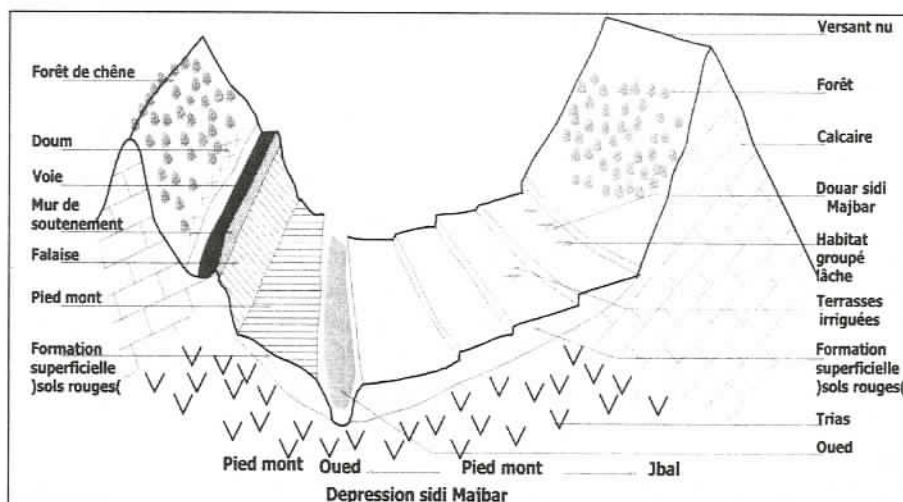 Forêt de chêne
Doum
Voie
Mur de
soutenement
Falaise
Pied mont
Formation
superficielle
)sols rouges(
Versant nu
Forêt
Calcaire
Douar sidi
Majbar
Habitat
groupé
lâche
Terrasses
irriguées
Formation
superficielle
)sols rouges(
Trias
Oued
Pied mont Oued Pied mont Jbal
Depression sidi Majbar